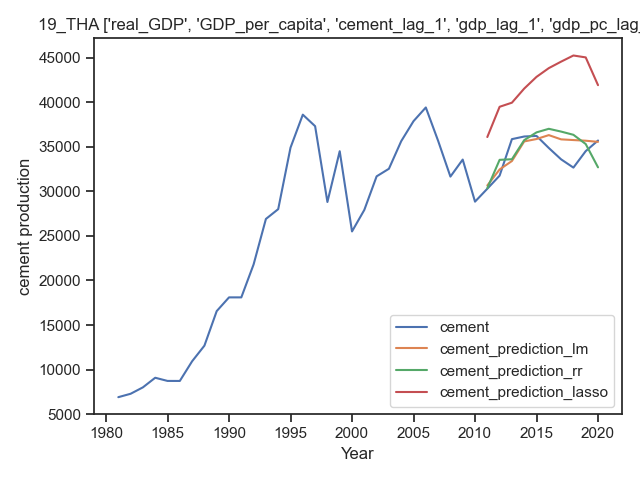 19_THA ['real_GDP', 'GDP_per_capita', 'cement_lag_1', 'gdp_lag_1', 'gdp_pc_lag_
45000
40000
35000
30000
25000
20000
15000
10000
5000
cement production
1980 1985 1990 1995 2000 2005 2010 2015 2020
Year
cement
cement_prediction_lm
cement_prediction_rr
cement_prediction_lasso